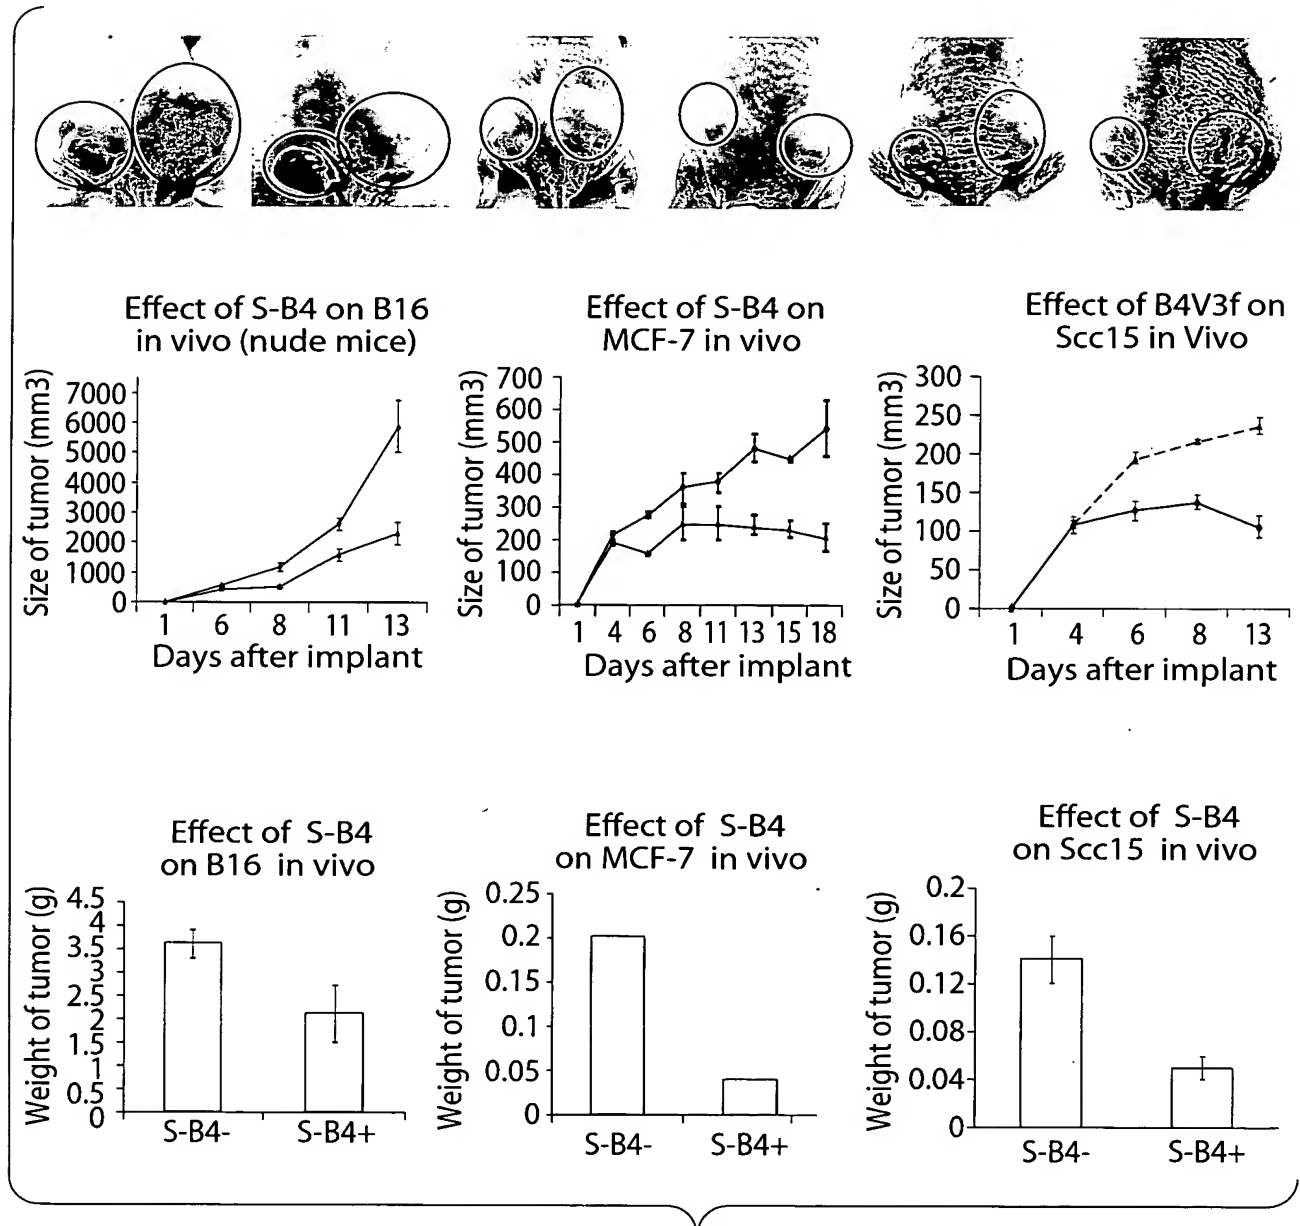 Effect of S-B4 on B16
in vivo (nude mice)
Size of tumor (mm3)
7000
6000
5000
4000
3000
2000
1000
0
1 6 8 11 13
Days after implant
Effect of S-B4 on
MCF-7 in vivo
Size of tumor (mm3)
700
600
500
400
300
200
100
0
1 4 6 8 11 13 15 18
Days after implant
Effect of B4V3f on
Scc15 in Vivo
Size of tumor (mm3)
300
250
200
150
100
50
0
1 4 6 8 13
Days after implant
Effect of S-B4
on B16 in vivo
Weight of tumor (g)
4.5
4
3.5
3
2.5
2
1.5
1
0.5
0
S-B4- S-B4+
Effect of S-B4
on MCF-7 in vivo
Weight of tumor (g)
0.25
0.2
0.15
0.1
0.05
0
S-B4- S-B4+
Effect of S-B4
on Scc15 in vivo
Weight of tumor (g)
0.2
0.16
0.12
0.08
0.04
0
S-B4- S-B4+